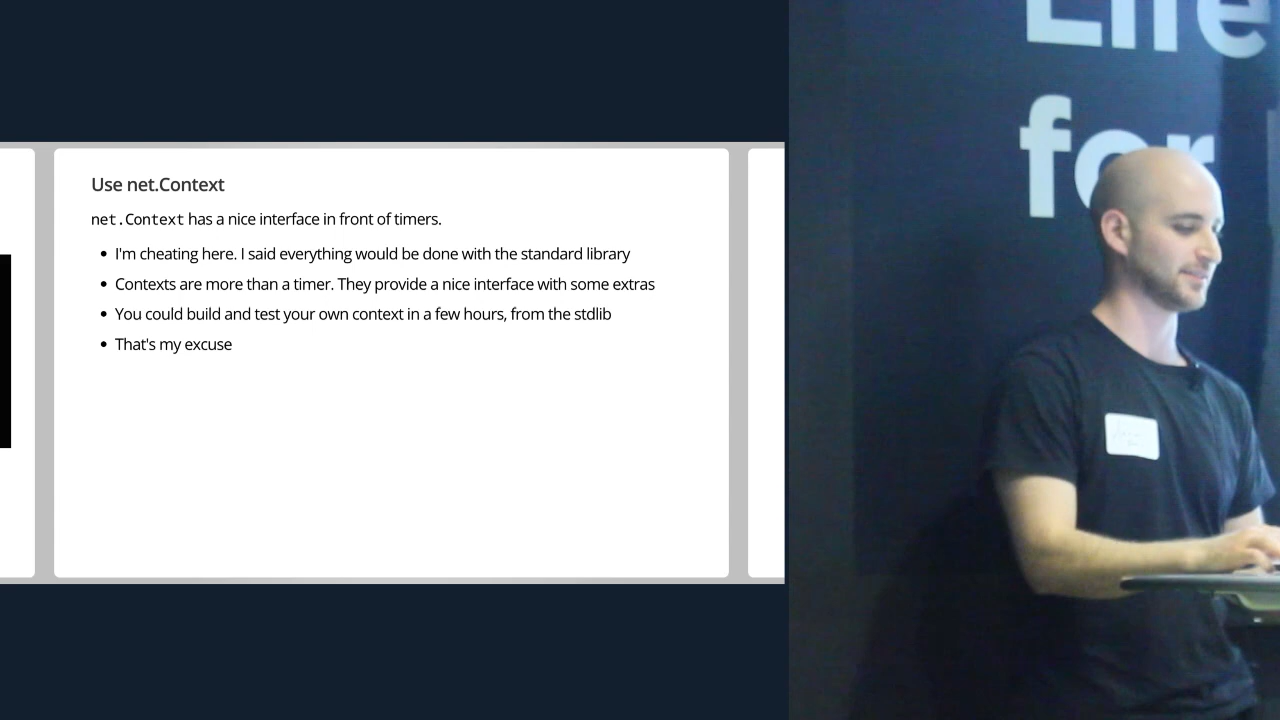 Use net.Context
net.Context has a nice interface in front of timers.
• I'm cheating here. I said everything would be done with the standard library
• Contexts are more than a timer. They provide a nice interface with some extras
• You could build and test your own context in a few hours, from the stdlib
• That's my excuse
Life
for